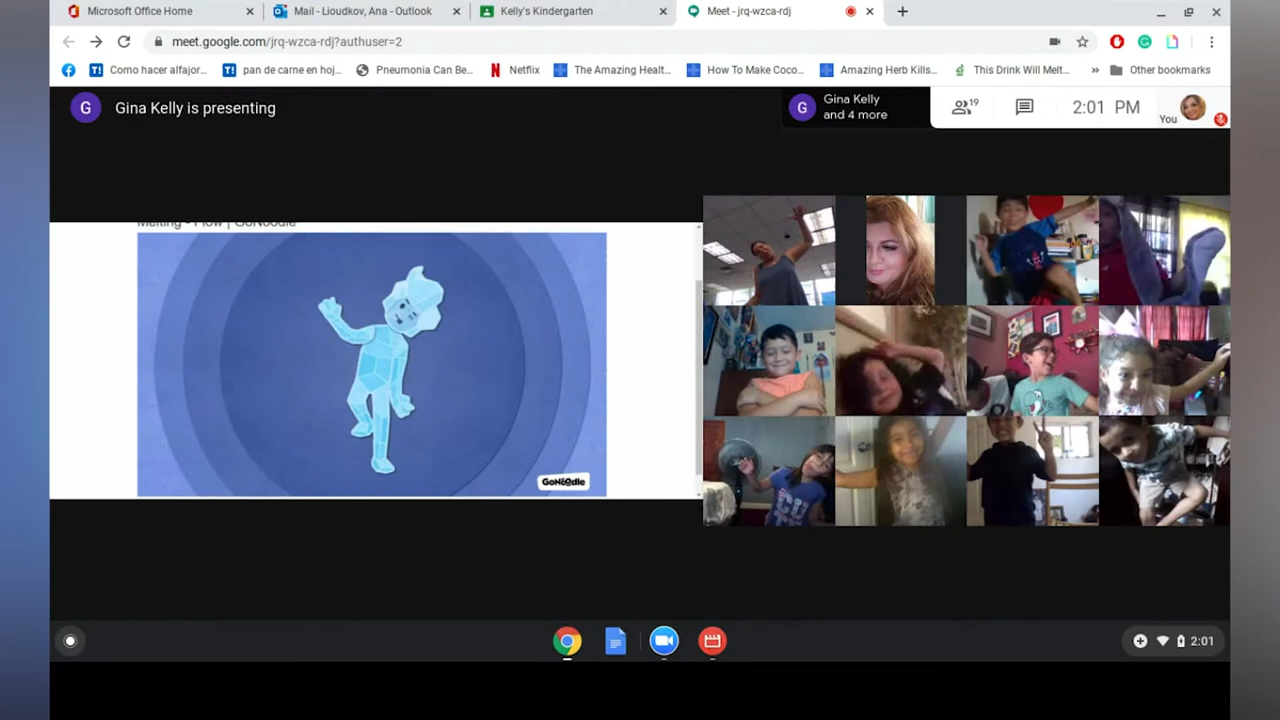 Microsoft Office Home
Mail - Lioudkov, Ana - Outlook
Kelly's Kindergarten
Meet - jrq-wzca-rdj
meet.google.com/jrq-wzca-rdj?authuser=2
Como hacer alfajor...
pan de carne en hoj...
Pneumonia Can Be...
Netflix
The Amazing Healt...
How To Make Coco...
Amazing Herb Kills...
This Drink Will Melt...
»
Other bookmarks
G
Gina Kelly is presenting
G
Gina Kelly
and 4 more
19
2:01 PM
You
Melting - Flow | GoNoodle
GoNoodle
2:01